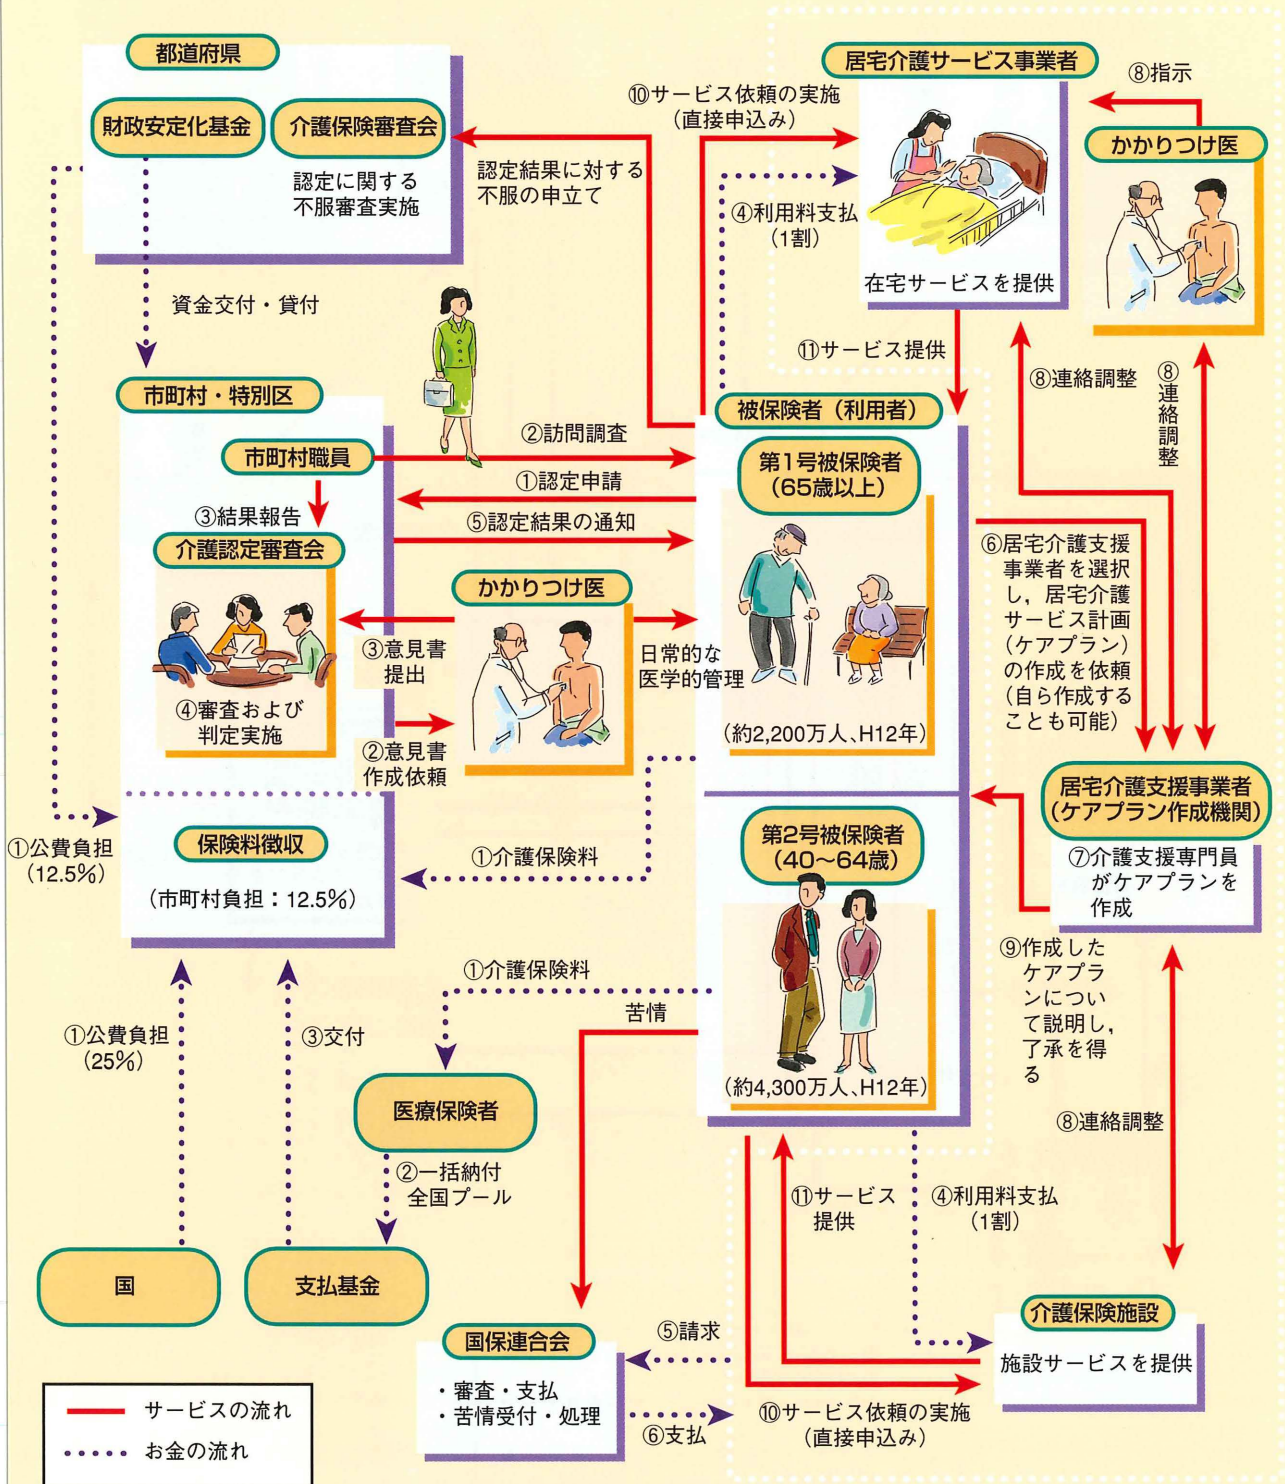 都道府県
財政安定化基金
介護保険審査会
認定に関する
不服審査実施
資金交付・貸付
認定結果に対する
不服の申立て
⑩サービス依頼の実施
(直接申込み)
④利用料支払
(1割)
居宅介護サービス事業者
在宅サービスを提供
⑧指示
かかりつけ医
⑪サービス提供
⑧連絡調整
⑧連絡調整
市町村・特別区
市町村職員
③結果報告
介護認定審査会
④審査および
判定実施
②訪問調査
①認定申請
⑤認定結果の通知
かかりつけ医
③意見書
提出
②意見書
作成依頼
日常的な
医学的管理
被保険者(利用者)
第1号被保険者
(65歳以上)
(約2,200万人、H12年)
⑥居宅介護支援
事業者を選択
し，居宅介護
サービス計画
(ケアプラン)
の作成を依頼
(自ら作成する
ことも可能)
①公費負担
(12.5%)
保険料徴収
(市町村負担：12.5%)
①介護保険料
第2号被保険者
(40〜64歳)
(約4,300万人、H12年)
居宅介護支援事業者
(ケアプラン作成機関)
⑦介護支援専門員
がケアプランを
作成
⑨作成した
ケアプラ
ンについ
て説明し，
了承を得
る
①公費負担
(25%)
③交付
①介護保険料
苦情
医療保険者
②一括納付
全国プール
⑧連絡調整
国
支払基金
⑪サービス
提供
④利用料支払
(1割)
国保連合会
・審査・支払
・苦情受付・処理
⑤請求
⑥支払
⑩サービス依頼の実施
(直接申込み)
介護保険施設
施設サービスを提供
サービスの流れ
お金の流れ